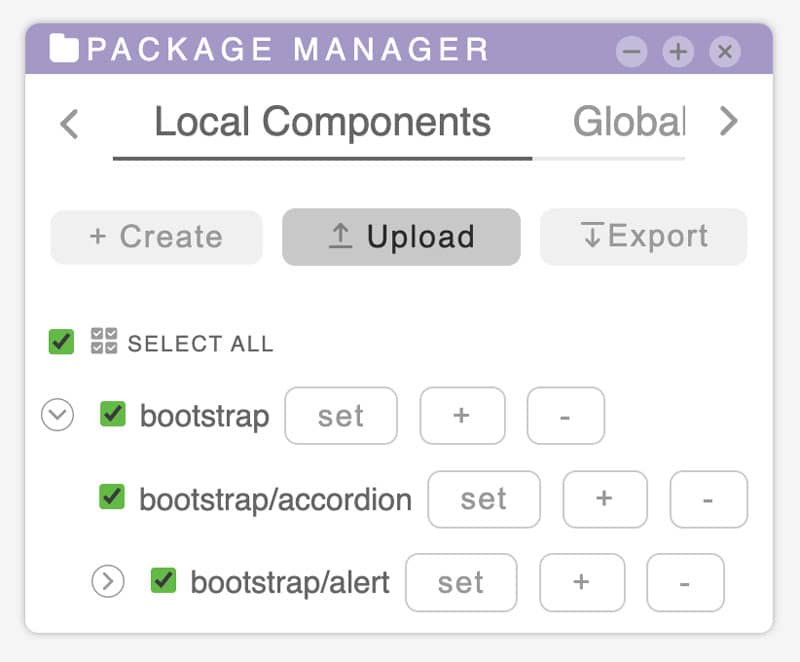 PACKAGE MANAGER
Local Components Global
+ Create Upload Export
SELECT ALL
bootstrap set + -
bootstrap/accordion set + -
bootstrap/alert set + -